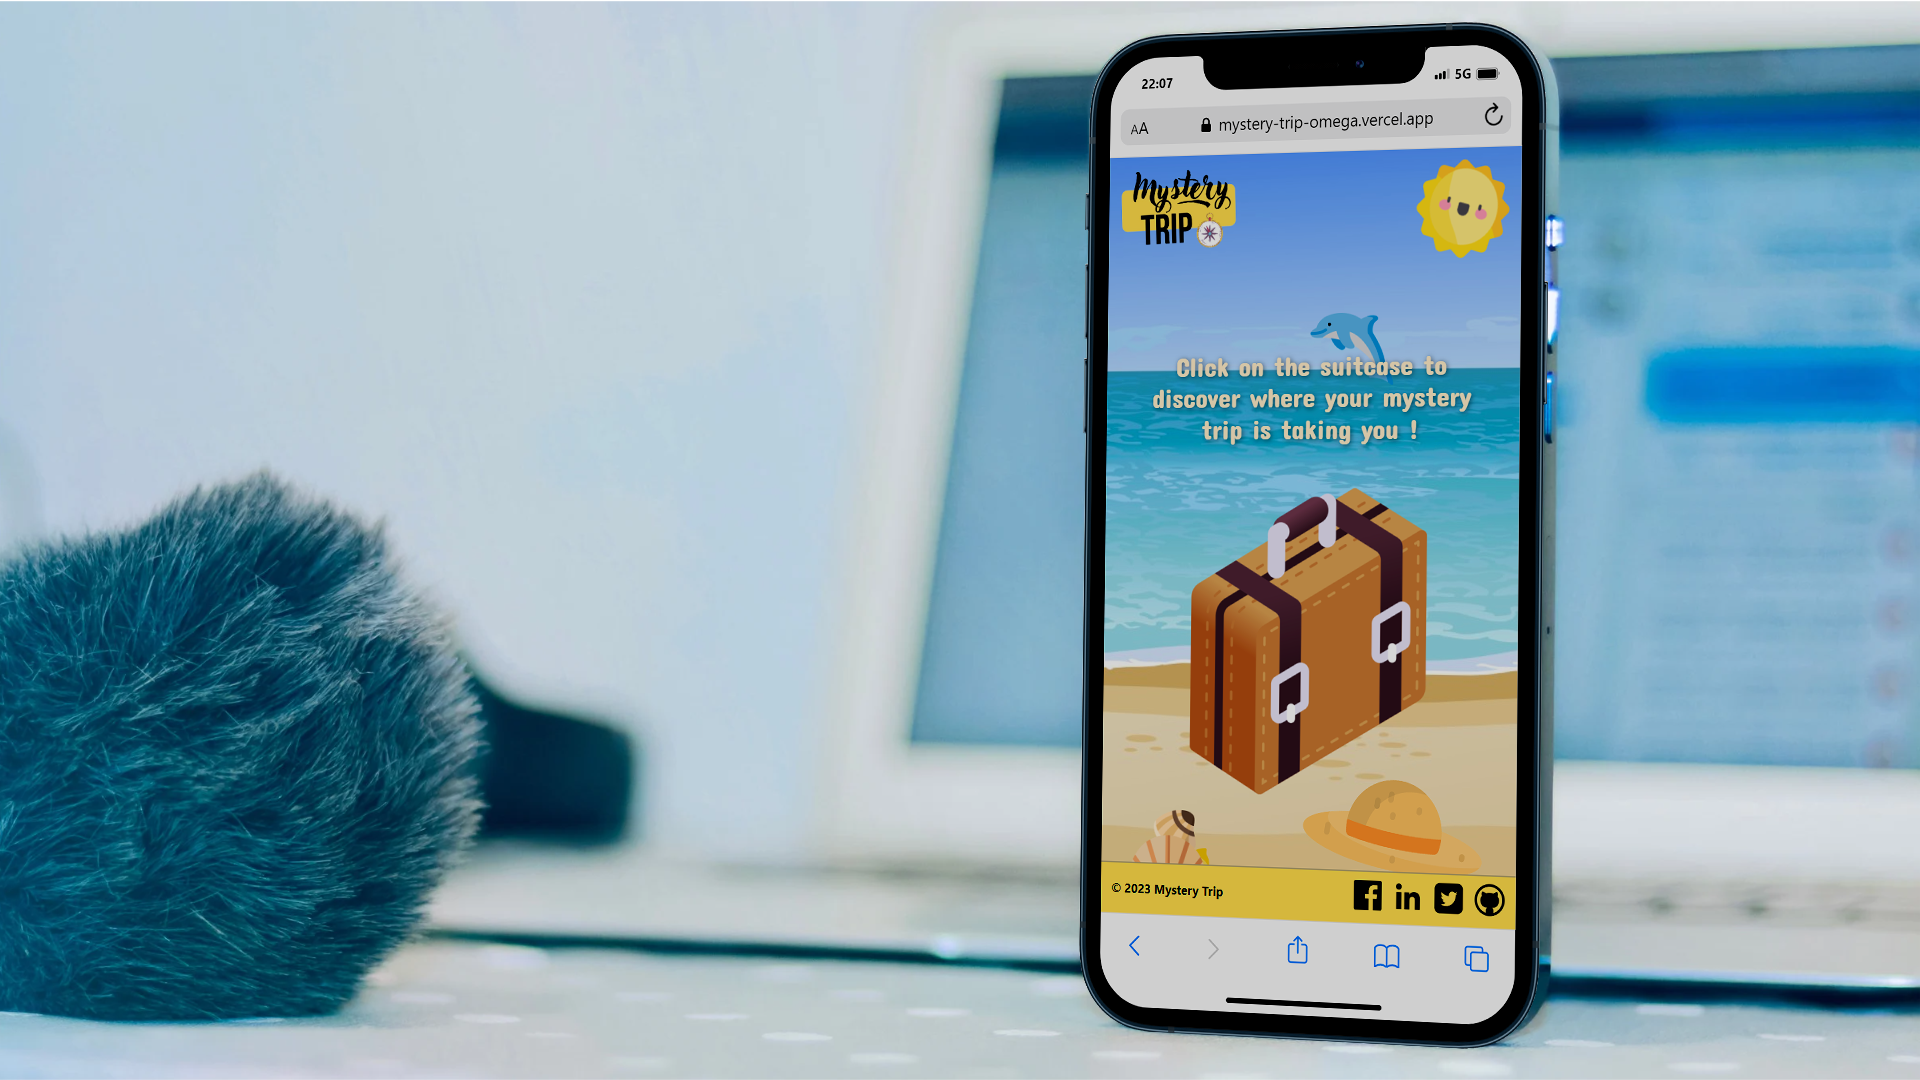 22:07
5G
AA
mystery-trip-omega.vercel.app
Mystery
TRIP
Click on the suitcase to
discover where your mystery
trip is taking you !
© 2023 Mystery Trip